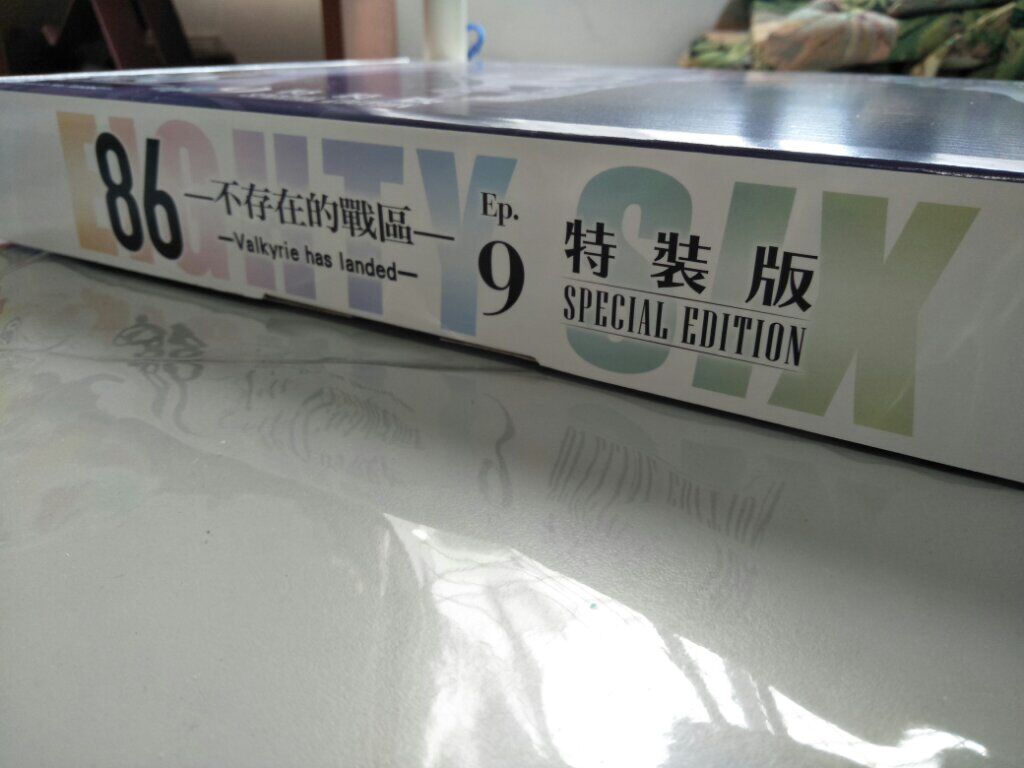 EIGHTY SIX
86
—不存在的戰區—
—Valkyrie has landed—
Ep.
9
特裝版
SPECIAL EDITION